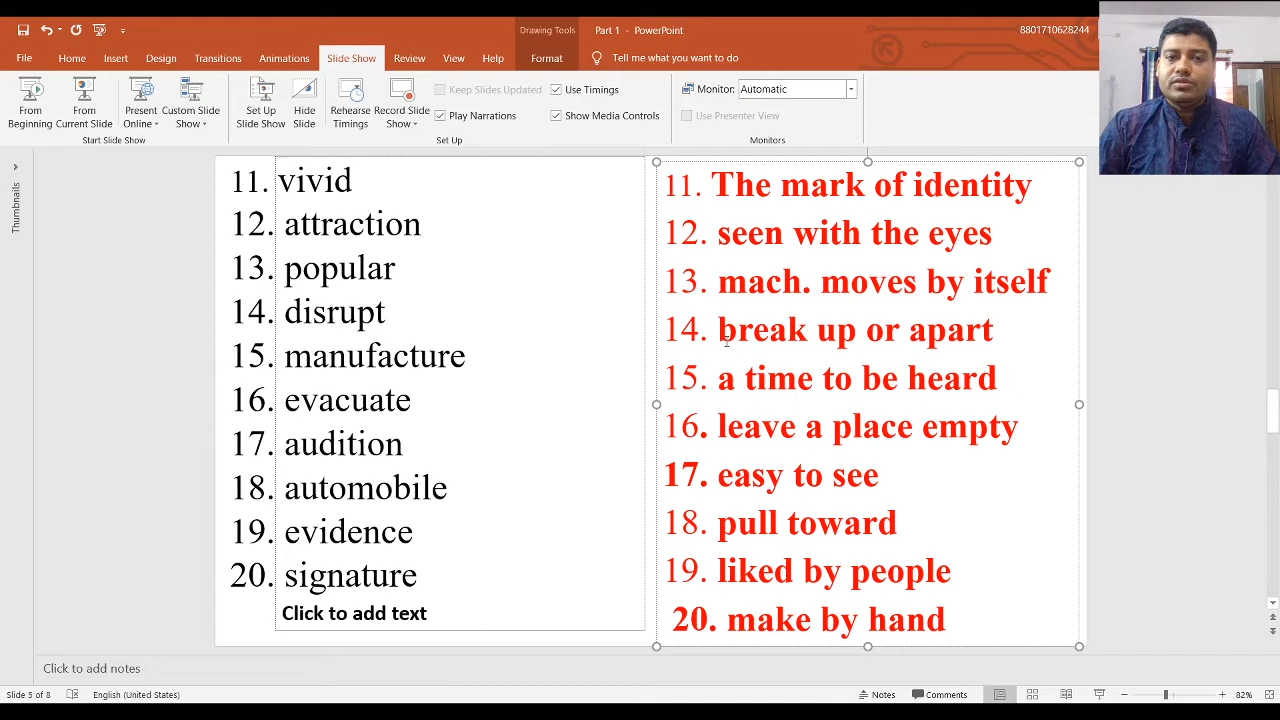 Drawing Tools
Part 1 - PowerPoint
8801710628244
File Home Insert Design Transitions Animations Slide Show Review View Help Format Tell me what you want to do
From Beginning
From Current Slide
Present Online
Custom Slide Show
Start Slide Show
Set Up Slide Show
Hide Slide
Rehearse Timings
Record Slide Show
Keep Slides Updated
Play Narrations
Use Timings
Show Media Controls
Set Up
Monitor: Automatic
Use Presenter View
Monitors
Thumbnails
11. vivid
12. attraction
13. popular
14. disrupt
15. manufacture
16. evacuate
17. audition
18. automobile
19. evidence
20. signature
Click to add text
11. The mark of identity
12. seen with the eyes
13. mach. moves by itself
14. break up or apart
15. a time to be heard
16. leave a place empty
17. easy to see
18. pull toward
19. liked by people
20. make by hand
Click to add notes
Slide 5 of 8 English (United States) Notes Comments 82%